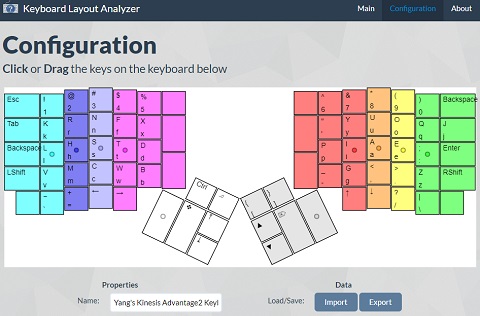 Keyboard Layout Analyzer Main Configuration About
Configuration
Click or Drag the keys on the keyboard below
Esc ! 1 @ 2 # 3 $ 4 % 5
^ 6 & 7 * 8 ( 9 ) 0 Backspace
Tab K k R r N n F f X x
Y y U u O o Q q J j
Backspace L l H h S s T t D d
P p I i A a E e : ; Enter
LShift V v M m C c W w B b
_ - G g < , > . Z z RShift
~ ` + = ← →
↑ ↓ ? / | \
Ctrl
Properties Data
Name: Yang's Kinesis Advantage2 Keyl Load/Save: Import Export